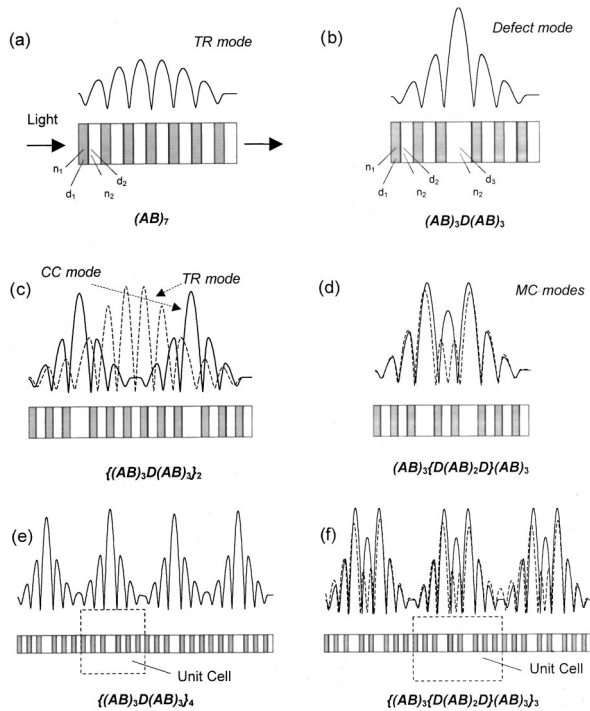 (a)
TR mode
Light
n1
d1
d2
n2
(AB)7
(b)
Defect mode
n1
d1
d2
n2
d3
n2
(AB)3D(AB)3
(c)
CC mode
TR mode
{(AB)3D(AB)3}2
(d)
MC modes
(AB)3{D(AB)2D}(AB)3
(e)
Unit Cell
{(AB)3D(AB)3}4
(f)
Unit Cell
{(AB)3{D(AB)2D}(AB)3}3